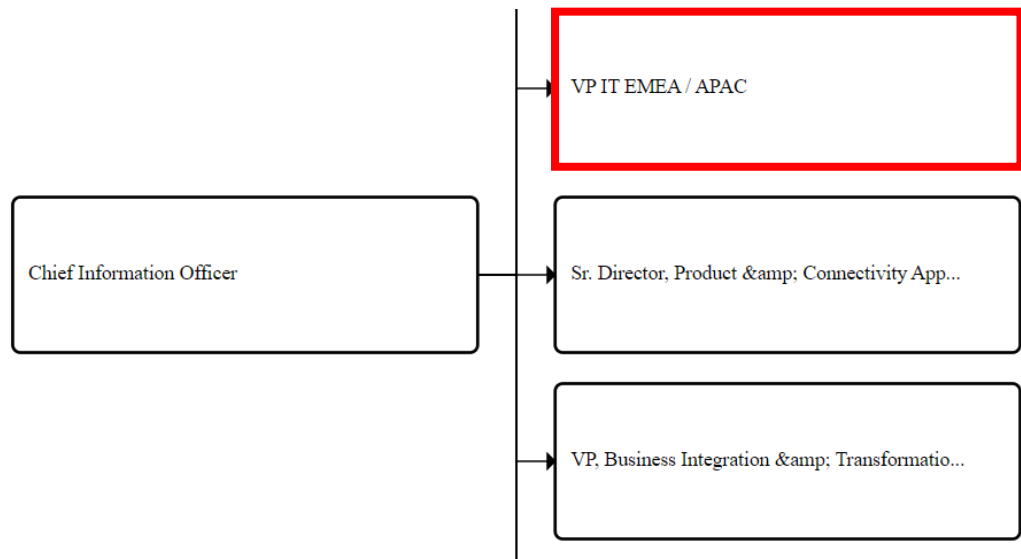 VP IT EMEA / APAC
Chief Information Officer
Sr. Director, Product &amp; Connectivity App...
VP, Business Integration &amp; Transformatio...